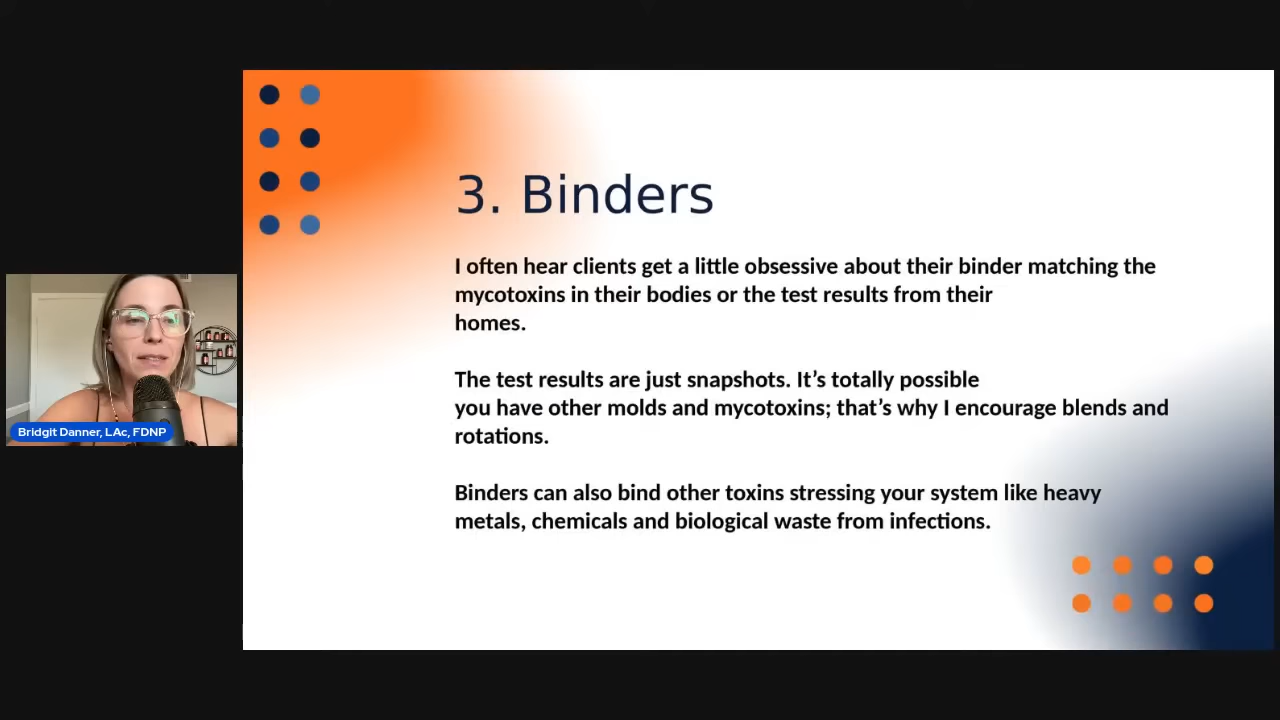 3. Binders
I often hear clients get a little obsessive about their binder matching the
mycotoxins in their bodies or the test results from their
homes.
The test results are just snapshots. It’s totally possible
you have other molds and mycotoxins; that’s why I encourage blends and
rotations.
Binders can also bind other toxins stressing your system like heavy
metals, chemicals and biological waste from infections.
Bridgit Danner, LAc, FDNP